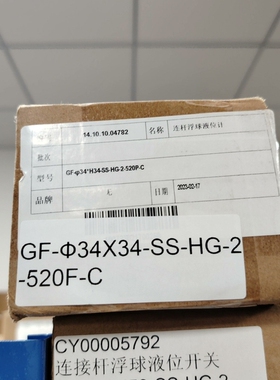 14.10.10.04782 名称 连杆浮球液位计
批次
型号 GF-φ34*H34-SS-HG-2-520P-C
品牌 无 日期 2023-02-17
GF-Φ34X34-SS-HG-2
-520F-C
CY00005792
连接杆浮球液位开关